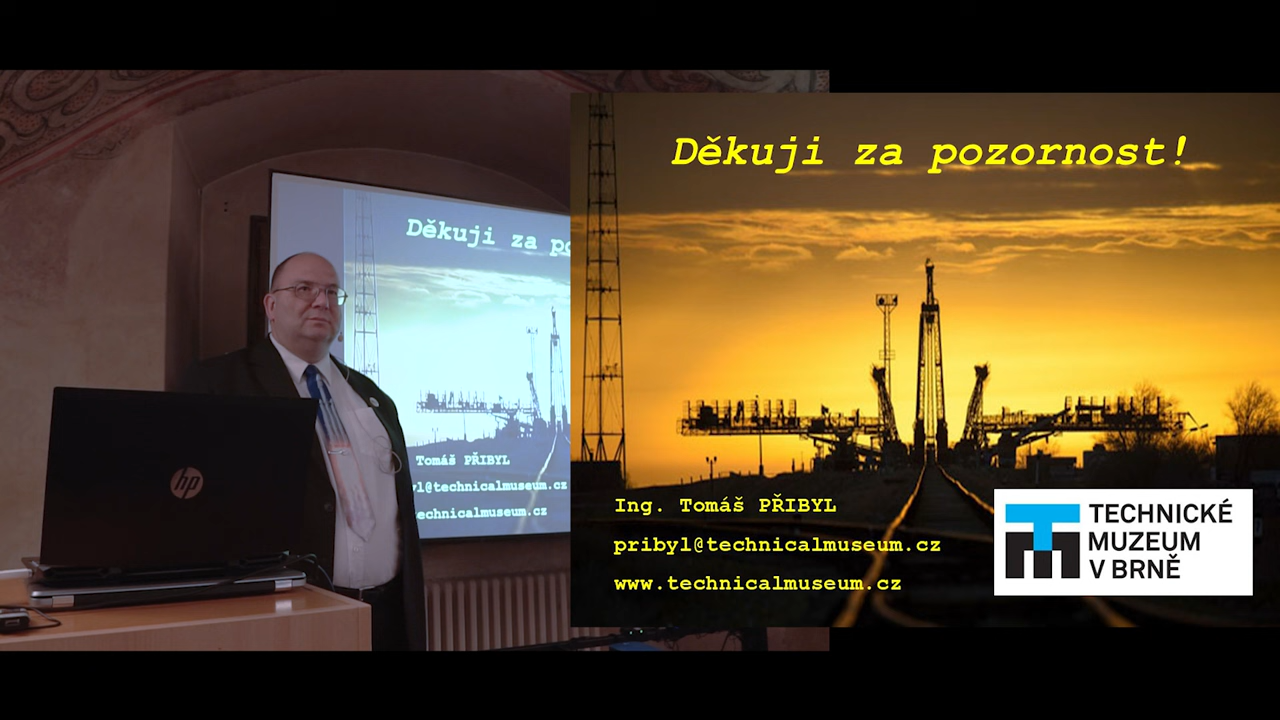 Děkuji za po
Tomáš PŘIBYL
yl@technicalmuseum.cz
technicalmuseum.cz
hp
Děkuji za pozornost!
Ing. Tomáš PŘIBYL
pribyl@technicalmuseum.cz
www.technicalmuseum.cz
TECHNICKÉ
MUZEUM
V BRNĚ